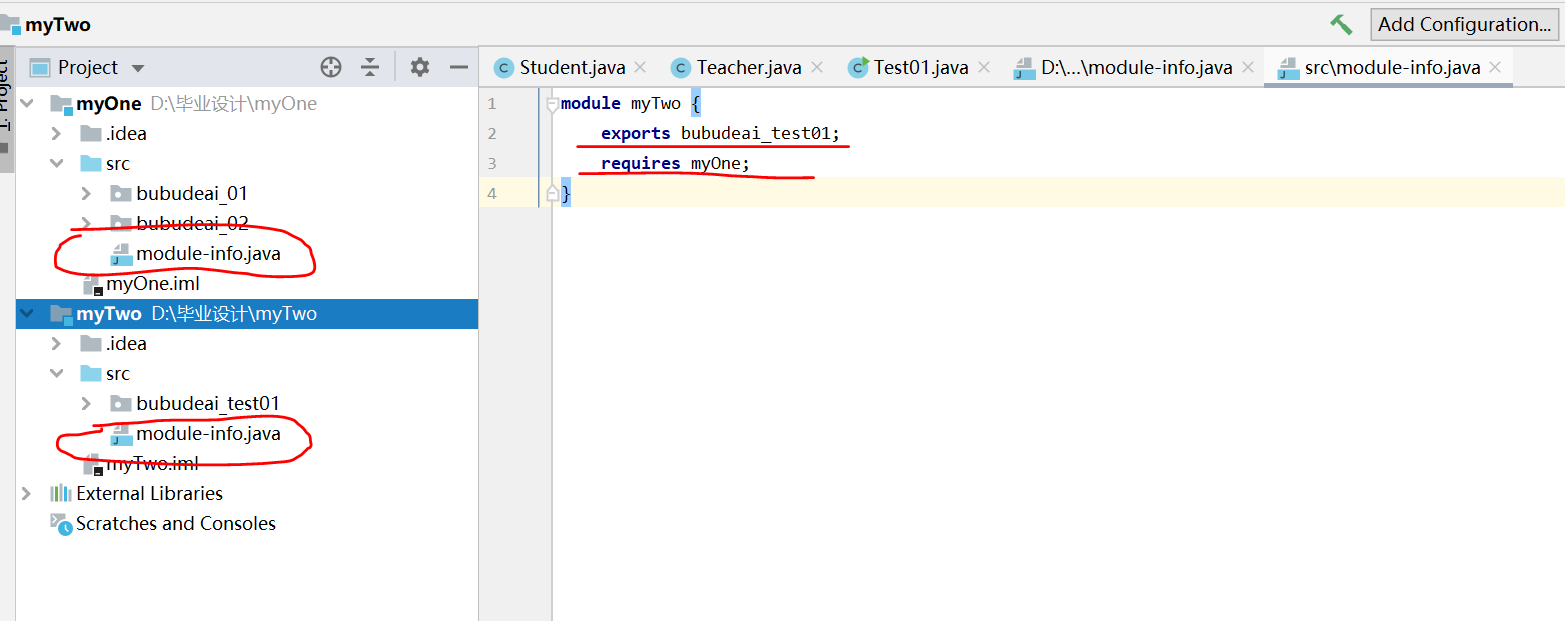 myTwo
Add Configuration...
1: Project
Project
Student.java
Teacher.java
Test01.java
D:\...\module-info.java
src\module-info.java
myOne D:\毕业设计\myOne
.idea
src
bubudeai_01
bubudeai_02
module-info.java
myOne.iml
myTwo D:\毕业设计\myTwo
.idea
src
bubudeai_test01
module-info.java
myTwo.iml
External Libraries
Scratches and Consoles
1 module myTwo {
2 exports bubudeai_test01;
3 requires myOne;
4 }